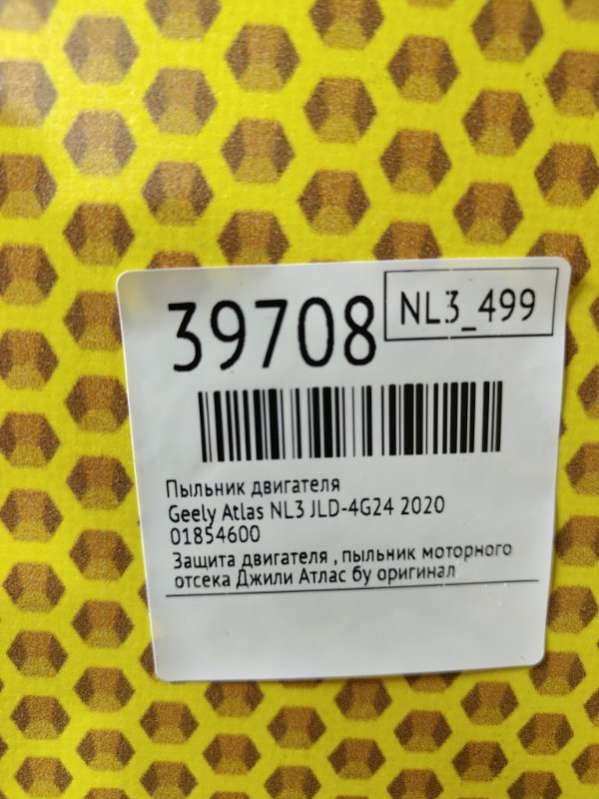 39708
NL3_499
Пыльник двигателя
Geely Atlas NL3 JLD-4G24 2020
01854600
Защита двигателя , пыльник моторного
отсека Джили Атлас бу оригинал